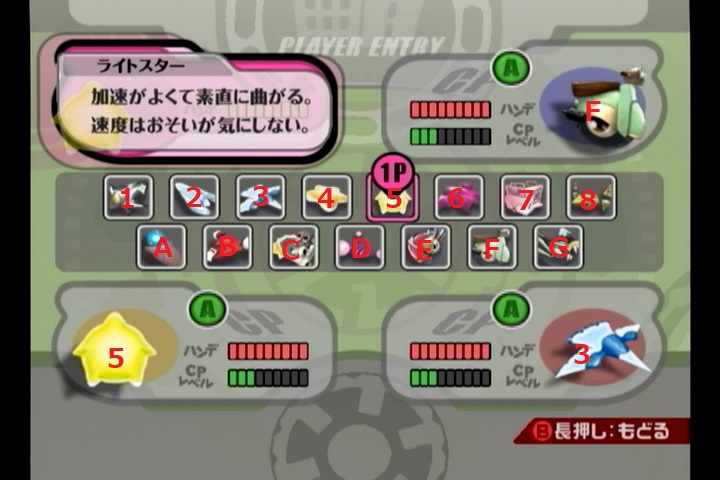 PLAYER ENTRY
ライトスター
加速がよくて素直に曲がる。
速度はおそいが気にしない。
CP
A
F
ハンデ
CP
レベル
1P
1 2 3 4 5 6 7 8
A B C D E F G
A
CP
5
ハンデ
CP
レベル
A
CP
3
ハンデ
CP
レベル
B長押し:もどる